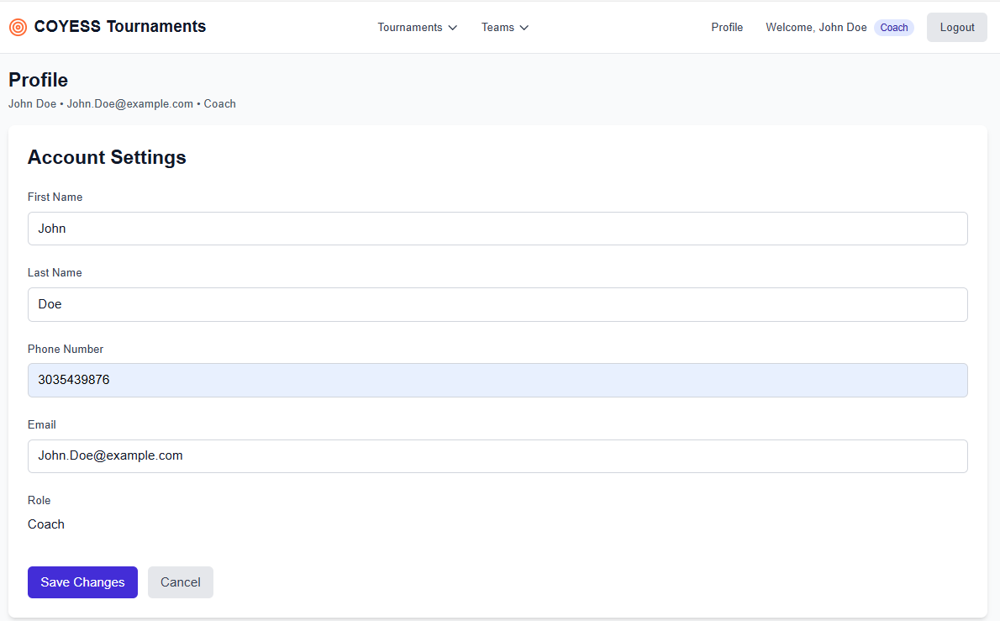 COYESS Tournaments Tournaments Teams Profile Welcome, John Doe Coach Logout
Profile
John Doe • John.Doe@example.com • Coach
Account Settings
First Name
John
Last Name
Doe
Phone Number
3035439876
Email
John.Doe@example.com
Role
Coach
Save Changes Cancel